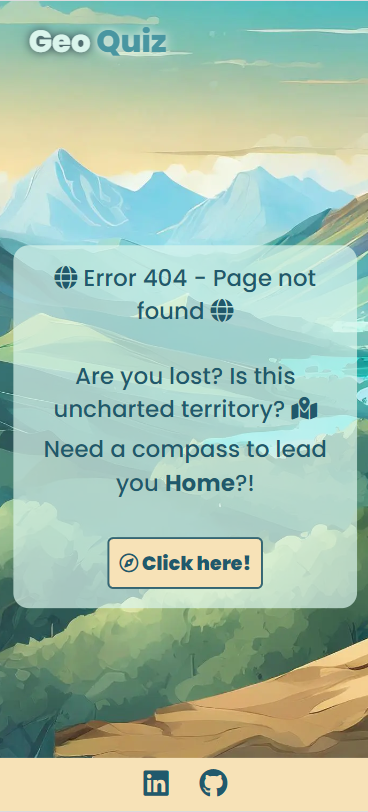 Geo Quiz
Error 404 - Page not
found
Are you lost? Is this
uncharted territory?
Need a compass to lead
you Home?!
Click here!
in